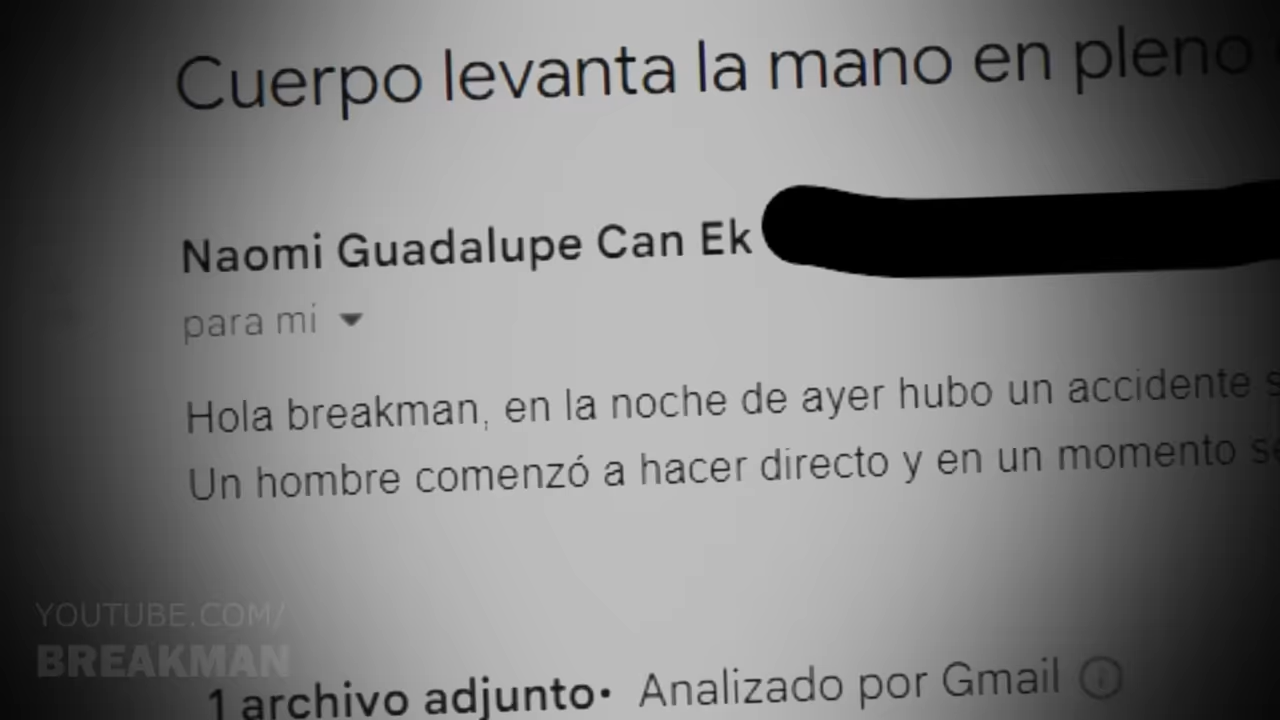 Cuerpo levanta la mano en pleno
Naomi Guadalupe Can Ek
para mi
Hola breakman, en la noche de ayer hubo un accidente
Un hombre comenzó a hacer directo y en un momento
YOUTUBE.COM/
BREAKMAN
1 archivo adjunto• Analizado por Gmail